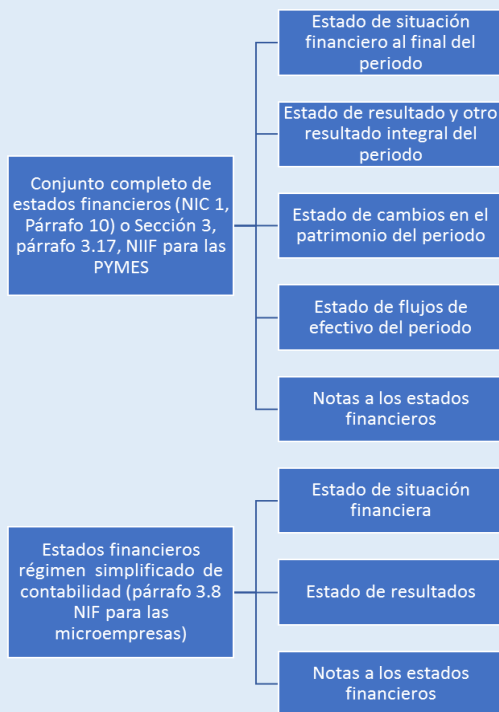 Conjunto completo de
estados financieros (NIC 1,
Párrafo 10) o Sección 3,
párrafo 3.17, NIIF para las
PYMES
Estado de situación
financiero al final del
periodo
Estado de resultado y otro
resultado integral del
periodo
Estado de cambios en el
patrimonio del periodo
Estado de flujos de
efectivo del periodo
Notas a los estados
financieros
Estados financieros
régimen simplificado de
contabilidad (párrafo 3.8
NIF para las
microempresas)
Estado de situación
financiera
Estado de resultados
Notas a los estados
financieros